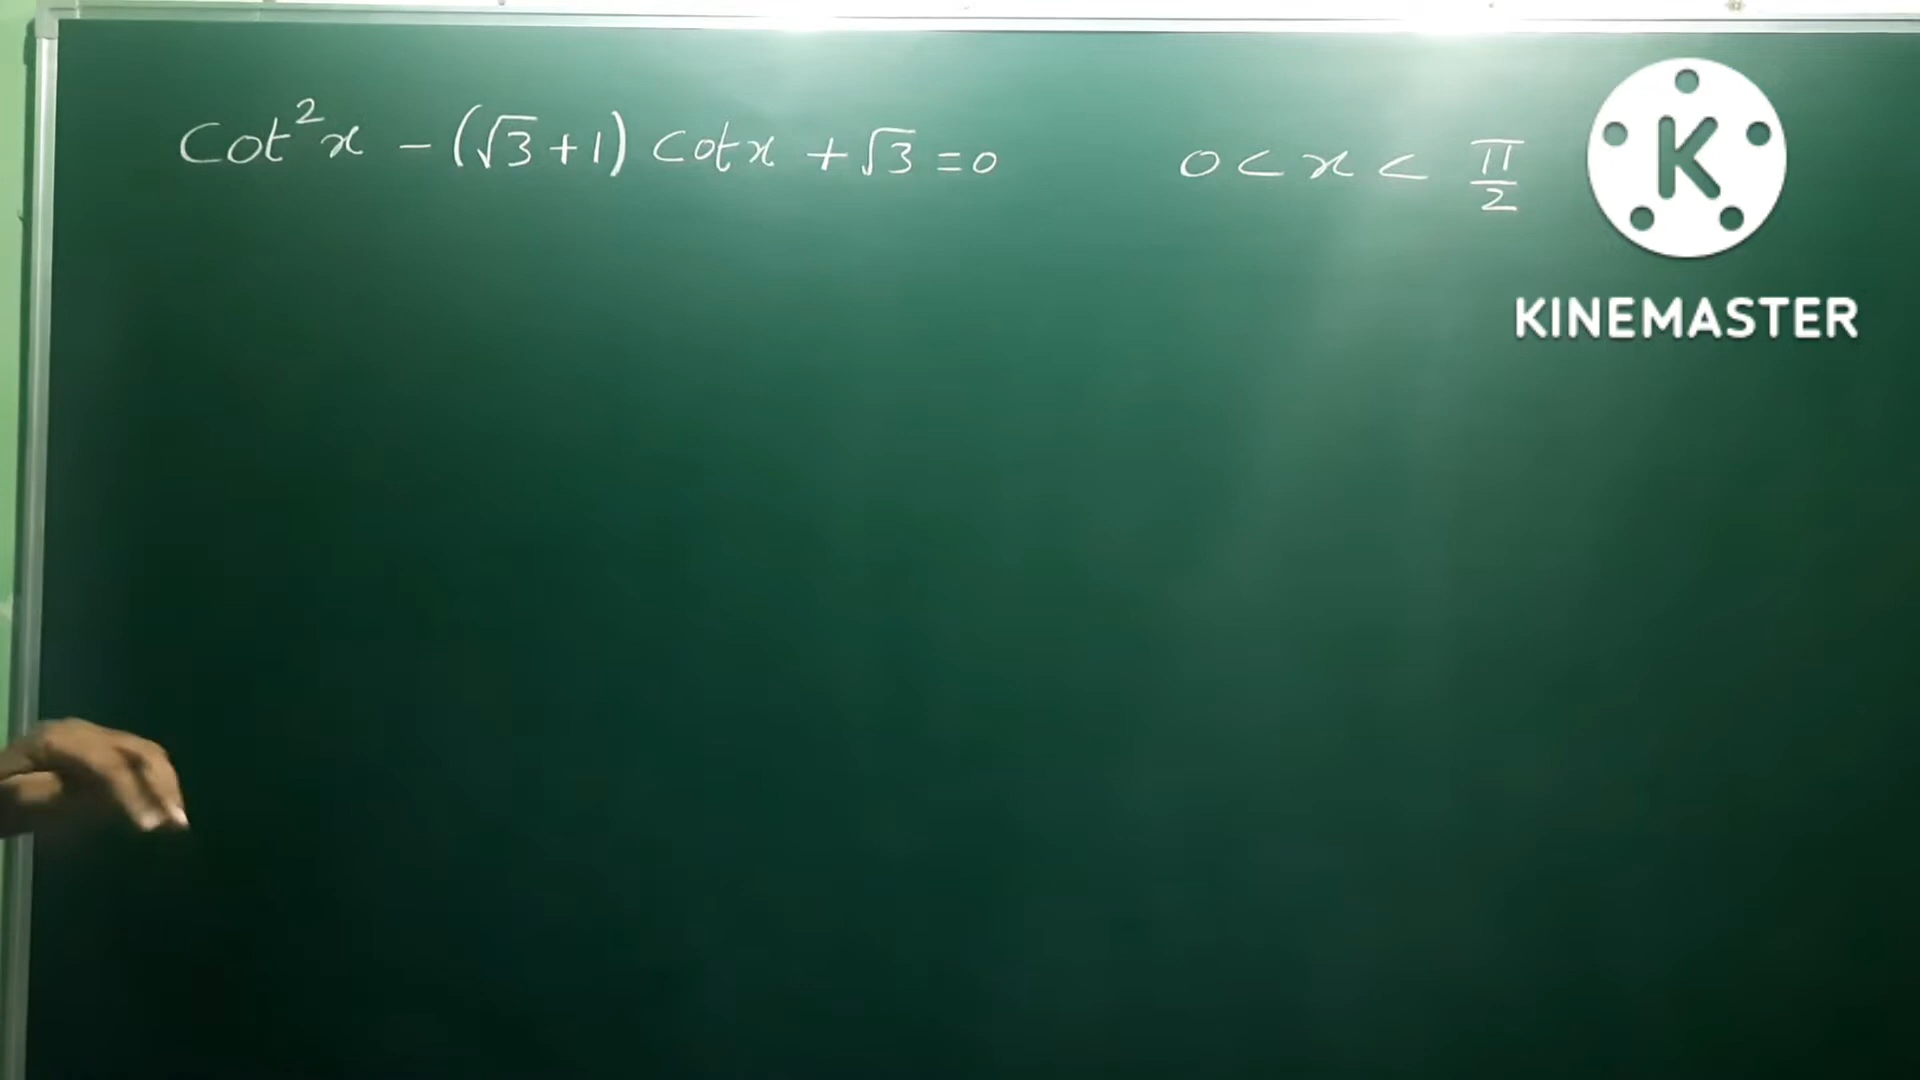 Cot²x - (√3+1) cotx + √3 = 0    0 < x < π/2
K
KINEMASTER